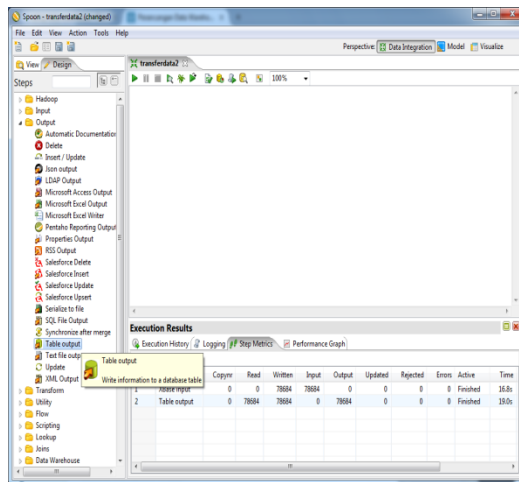 Spoon - transferdata2 (changed)
File Edit View Action Tools Help
Perspective: Data Integration Model Visualize
View Design
transferdata2
Steps
100%
Hadoop
Input
Output
Automatic Documentation
Delete
Insert / Update
Json output
LDAP Output
Microsoft Access Output
Microsoft Excel Output
Microsoft Excel Writer
Pentaho Reporting Output
Properties Output
RSS Output
Salesforce Delete
Salesforce Insert
Salesforce Update
Salesforce Upsert
Serialize to file
SQL File Output
Synchronize after merge
Table output
Text file outp
Update
XML Output
Transform
Utility
Flow
Scripting
Lookup
Joins
Data Warehouse
Table output
Write information to a database table
Execution Results
Execution History Logging Step Metrics Performance Graph
Copynr Read Written Input Output Updated Rejected Errors Active Time
1 input 0 0 78684 78684 0 0 0 0 Finished 16.8s
2 Table output 0 78684 78684 0 78684 0 0 0 Finished 19.0s